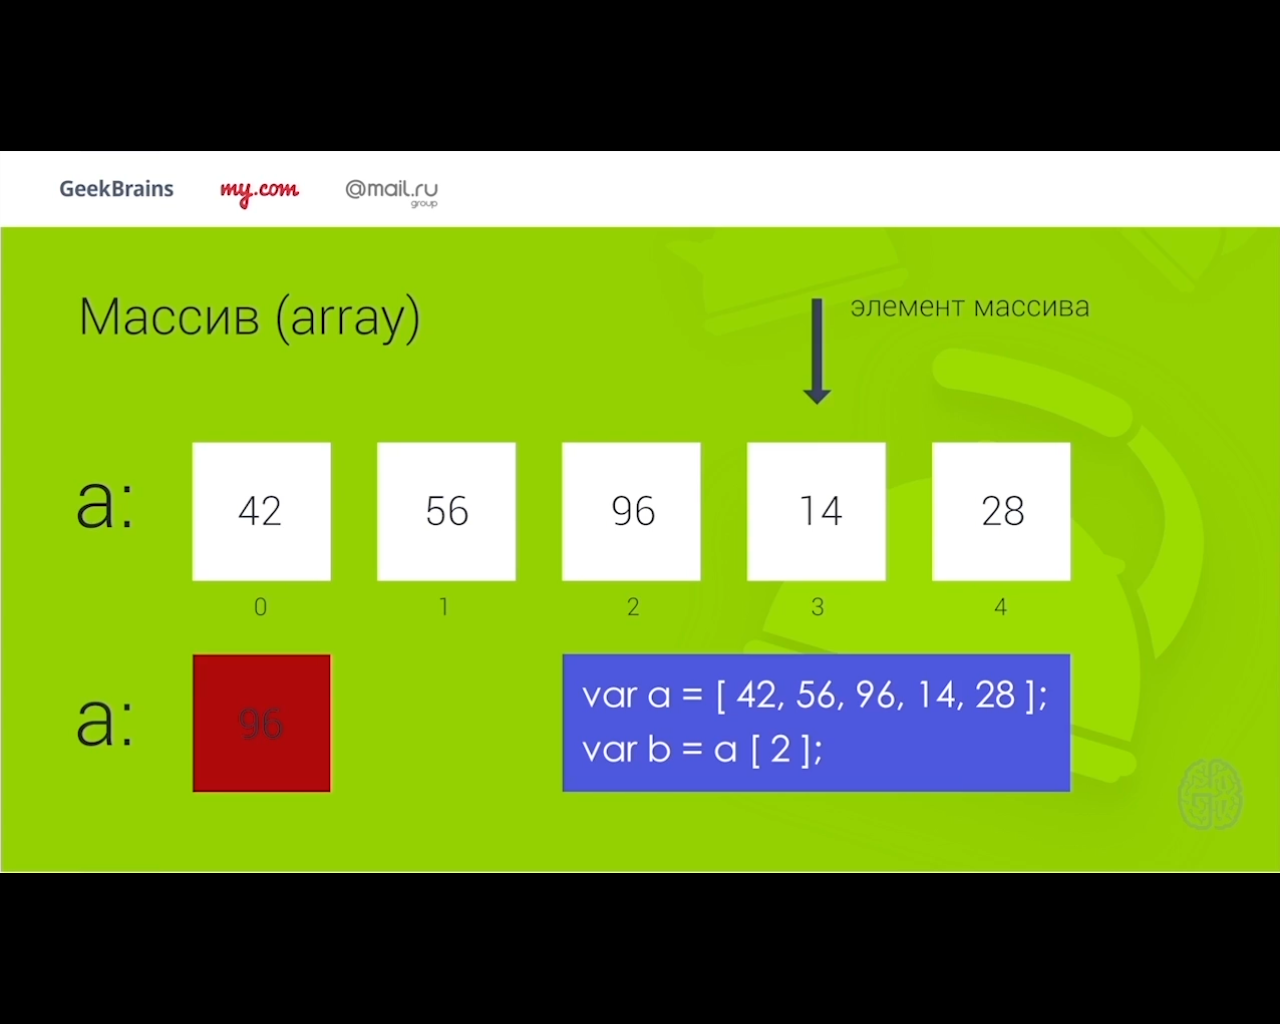 GeekBrains my.com @mail.ru group
Массив (array)
элемент массива
a: 42 56 96 14 28
0 1 2 3 4
a: 96
var a = [ 42, 56, 96, 14, 28 ];
var b = a [ 2 ];